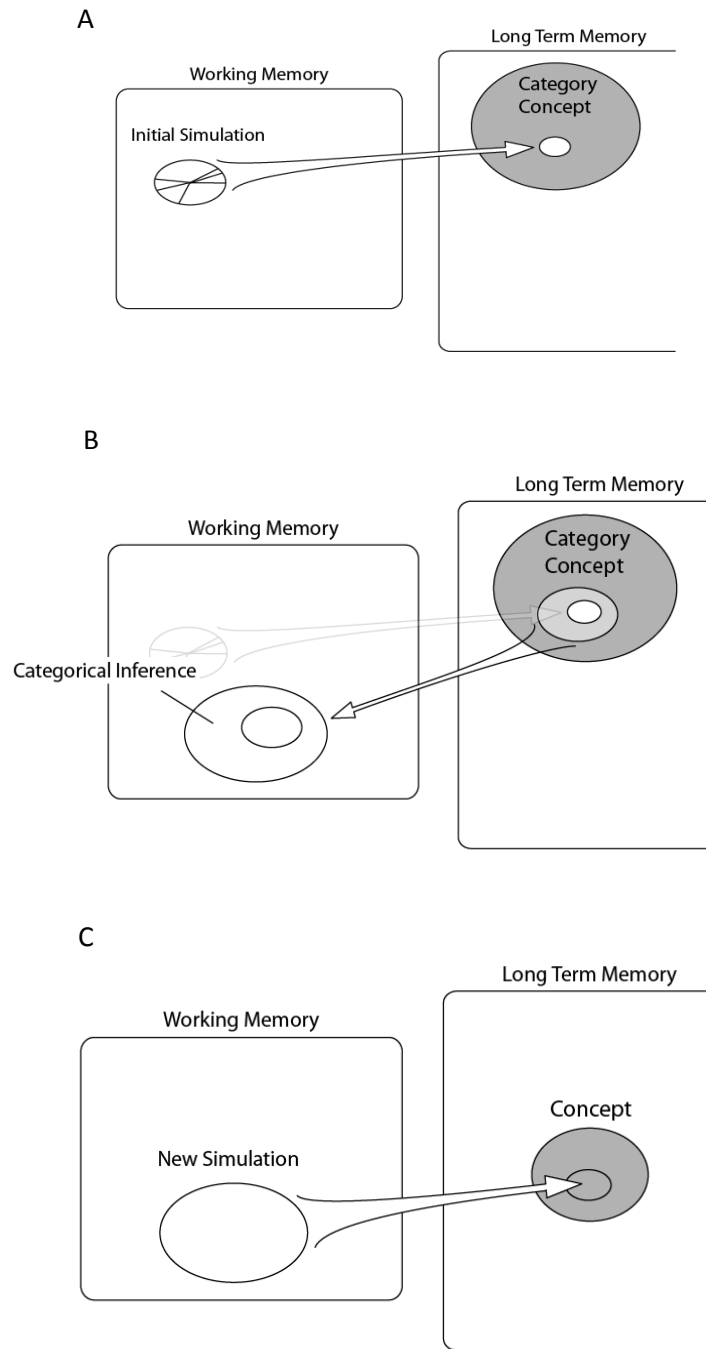 A
Long Term Memory
Working Memory
Category
Concept
Initial Simulation
B
Long Term Memory
Working Memory
Category
Concept
Categorical Inference
C
Long Term Memory
Working Memory
Concept
New Simulation